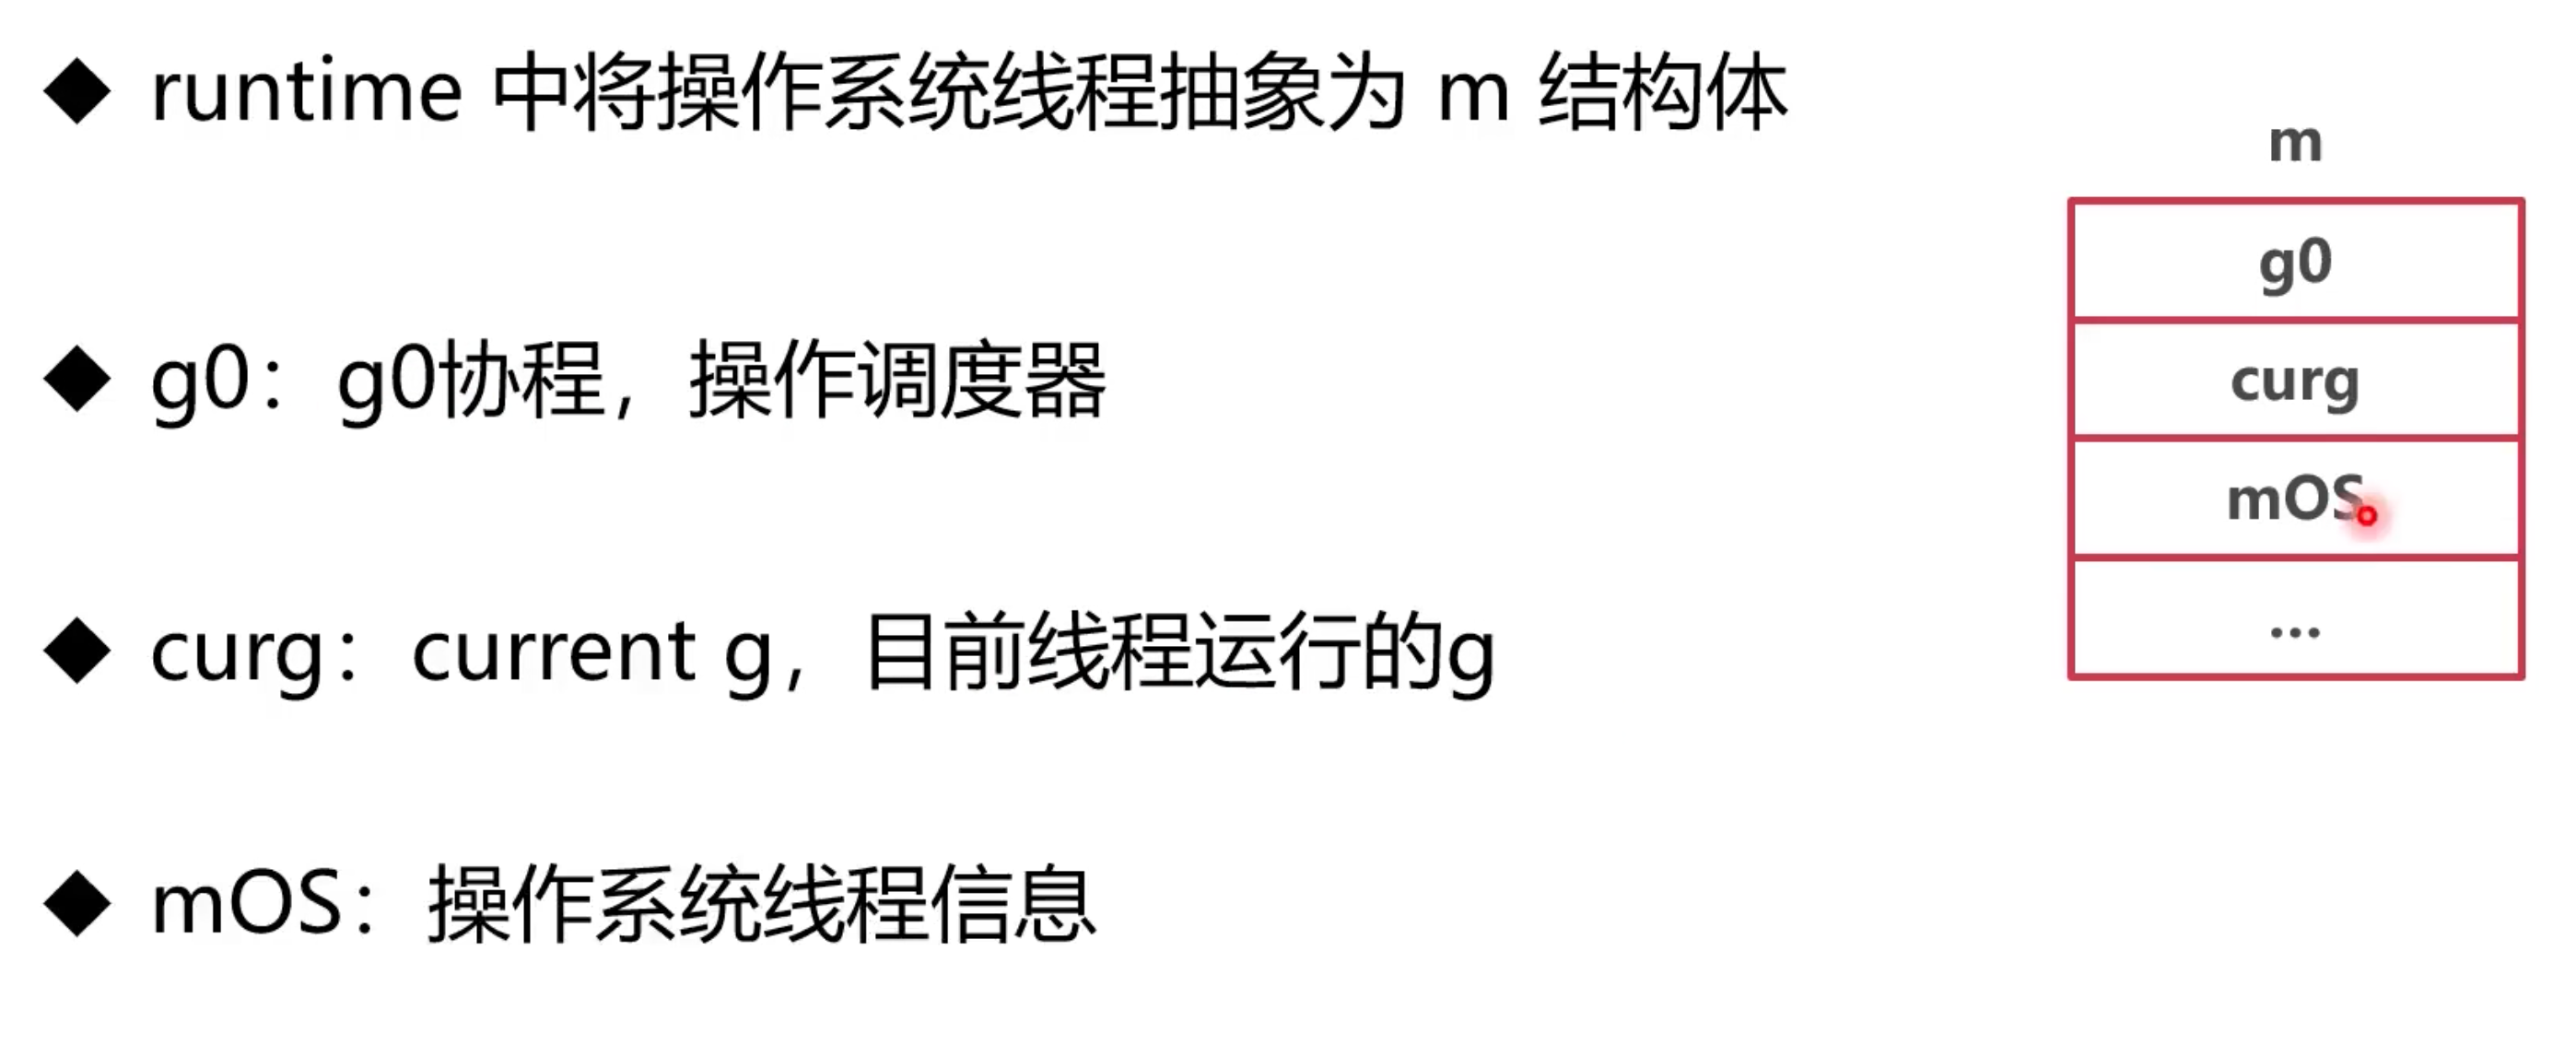 runtime 中将操作系统线程抽象为 m 结构体
g0：g0协程，操作调度器
curg：current g，目前线程运行的g
mOS：操作系统线程信息
m
g0
curg
mOS
...